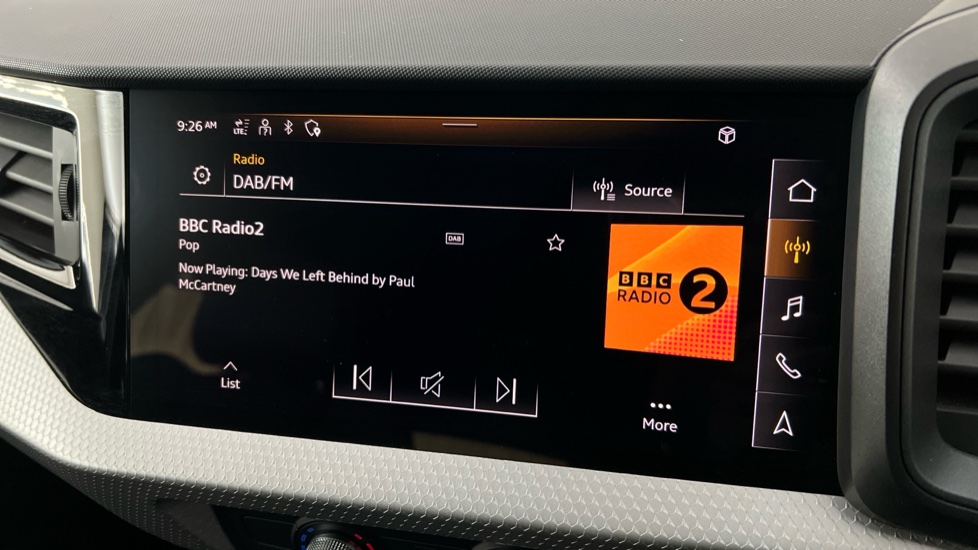 9:26 AM
LTE
Radio
DAB/FM
Source
BBC Radio2
DAB
Pop
Now Playing: Days We Left Behind by Paul
McCartney
BBC
RADIO 2
List
More